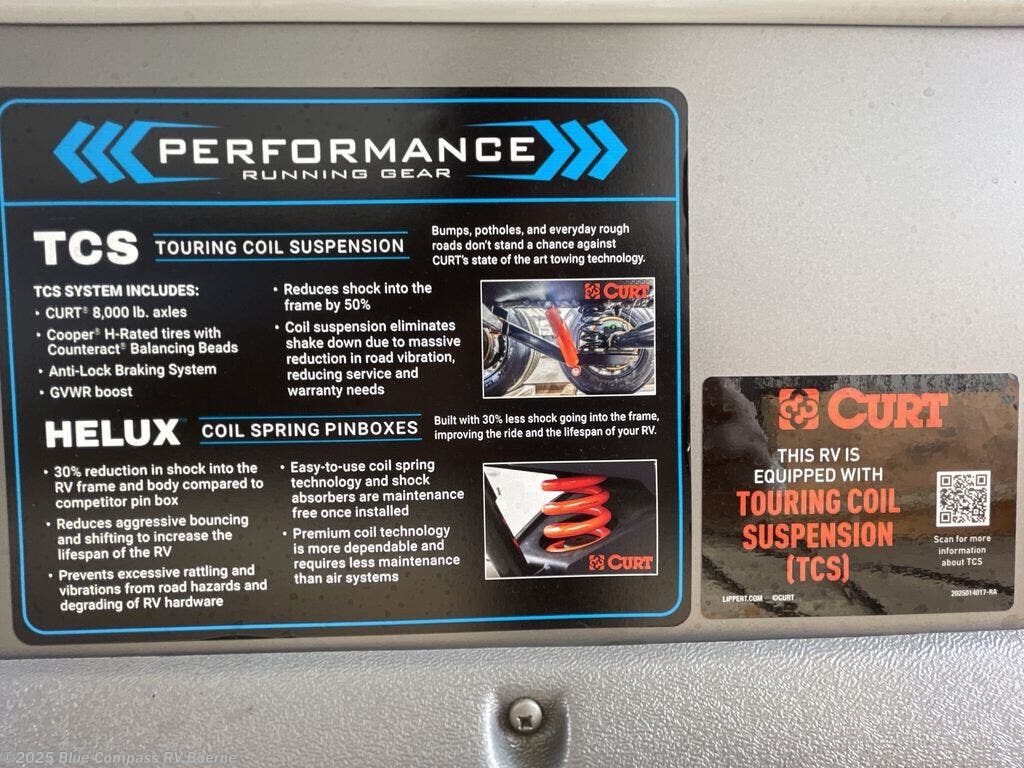 PERFORMANCE
RUNNING GEAR
TCS TOURING COIL SUSPENSION
Bumps, potholes, and everyday rough
roads don't stand a chance against
CURT's state of the art towing technology.
TCS SYSTEM INCLUDES:
• CURT® 8,000 lb. axles
• Cooper® H-Rated tires with
Counteract® Balancing Beads
• Anti-Lock Braking System
• GVWR boost
• Reduces shock into the
frame by 50%
• Coil suspension eliminates
shake down due to massive
reduction in road vibration,
reducing service and
warranty needs
CURT
HELUX™ COIL SPRING PINBOXES
Built with 30% less shock going into the frame,
improving the ride and the lifespan of your RV.
• 30% reduction in shock into the
RV frame and body compared to
competitor pin box
• Reduces aggressive bouncing
and shifting to increase the
lifespan of the RV
• Prevents excessive rattling and
vibrations from road hazards and
degrading of RV hardware
• Easy-to-use coil spring
technology and shock
absorbers are maintenance
free once installed
• Premium coil technology
is more dependable and
requires less maintenance
than air systems
CURT
CURT
THIS RV IS
EQUIPPED WITH
TOURING COIL
SUSPENSION
(TCS)
Scan for more
information
about TCS
LIPPERT.COM ©CURT
2025014017-RA
©2025 Blue Compass RV Boerne